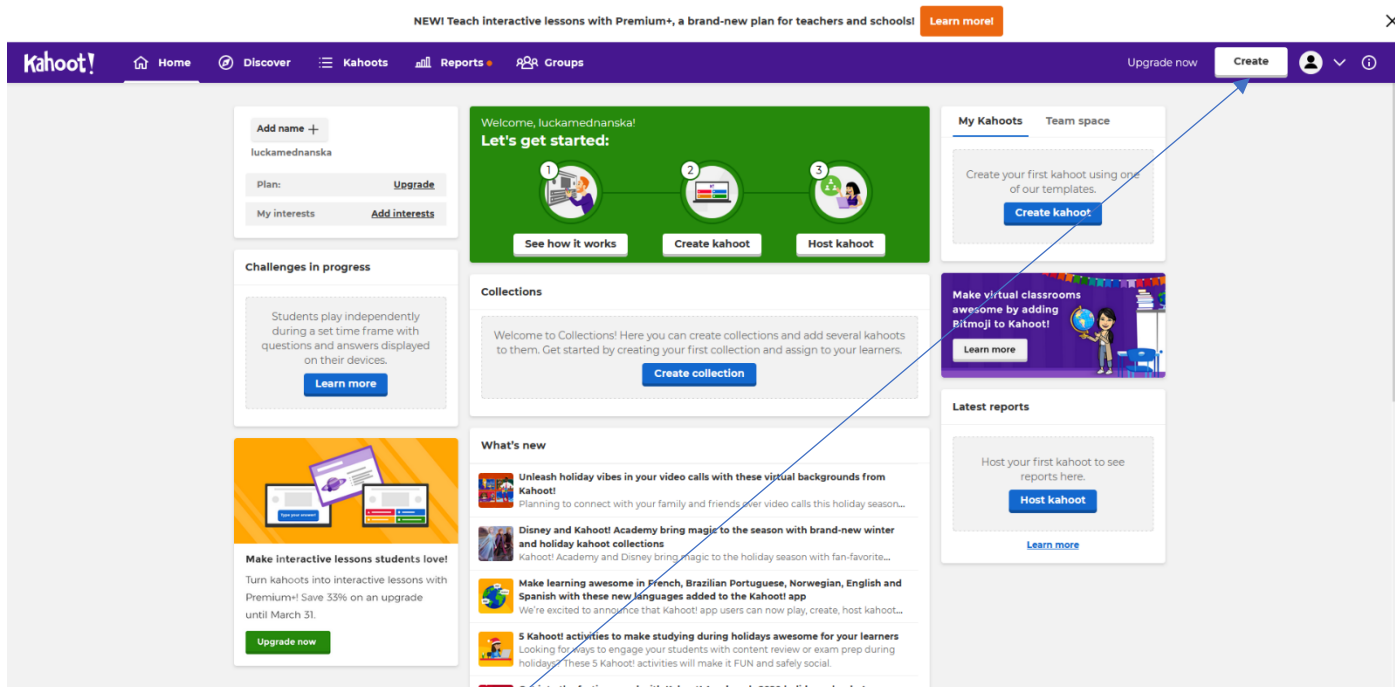 NEW! Teach interactive lessons with Premium+, a brand-new plan for teachers and schools! Learn more!
Kahoot! Home Discover Kahoots Reports Groups Upgrade now Create
Add name +
luckamednanska
Plan: Upgrade
My interests Add interests
Challenges in progress
Students play independently
during a set time frame with
questions and answers displayed
on their devices.
Learn more
Make interactive lessons students love!
Turn kahoots into interactive lessons with
Premium+! Save 33% on an upgrade
until March 31.
Upgrade now
Welcome, luckamednanska!
Let's get started:
1 2 3
See how it works Create kahoot Host kahoot
Collections
Welcome to Collections! Here you can create collections and add several kahoots
to them. Get started by creating your first collection and assign to your learners.
Create collection
What's new
Unleash holiday vibes in your video calls with these virtual backgrounds from
Kahoot!
Planning to connect with your family and friends over video calls this holiday season...
Disney and Kahoot! Academy bring magic to the season with brand-new winter
and holiday kahoot collections
Kahoot! Academy and Disney bring magic to the holiday season with fan-favorite...
Make learning awesome in French, Brazilian Portuguese, Norwegian, English and
Spanish with these new languages added to the Kahoot! app
We're excited to announce that Kahoot! app users can now play, create, host kahoot...
5 Kahoot! activities to make studying during holidays awesome for your learners
Looking for ways to engage your students with content review or exam prep during
holidays? These 5 Kahoot! activities will make it FUN and safely social.
My Kahoots Team space
Create your first kahoot using one
of our templates.
Create kahoot
Make virtual classrooms
awesome by adding
Bitmoji to Kahoot!
Learn more
Latest reports
Host your first kahoot to see
reports here.
Host kahoot
Learn more